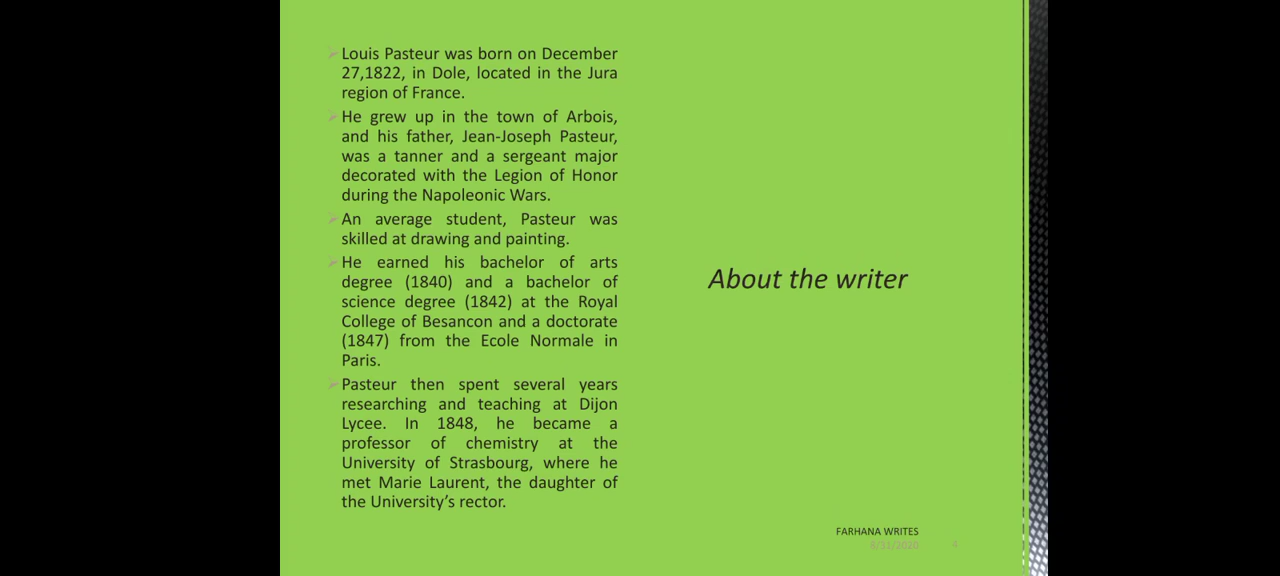 Louis Pasteur was born on December
27,1822, in Dole, located in the Jura
region of France.
He grew up in the town of Arbois,
and his father, Jean-Joseph Pasteur,
was a tanner and a sergeant major
decorated with the Legion of Honor
during the Napoleonic Wars.
An average student, Pasteur was
skilled at drawing and painting.
He earned his bachelor of arts
degree (1840) and a bachelor of
science degree (1842) at the Royal
College of Besancon and a doctorate
(1847) from the Ecole Normale in
Paris.
Pasteur then spent several years
researching and teaching at Dijon
Lycee. In 1848, he became a
professor of chemistry at the
University of Strasbourg, where he
met Marie Laurent, the daughter of
the University’s rector.
About the writer
FARHANA WRITES
4